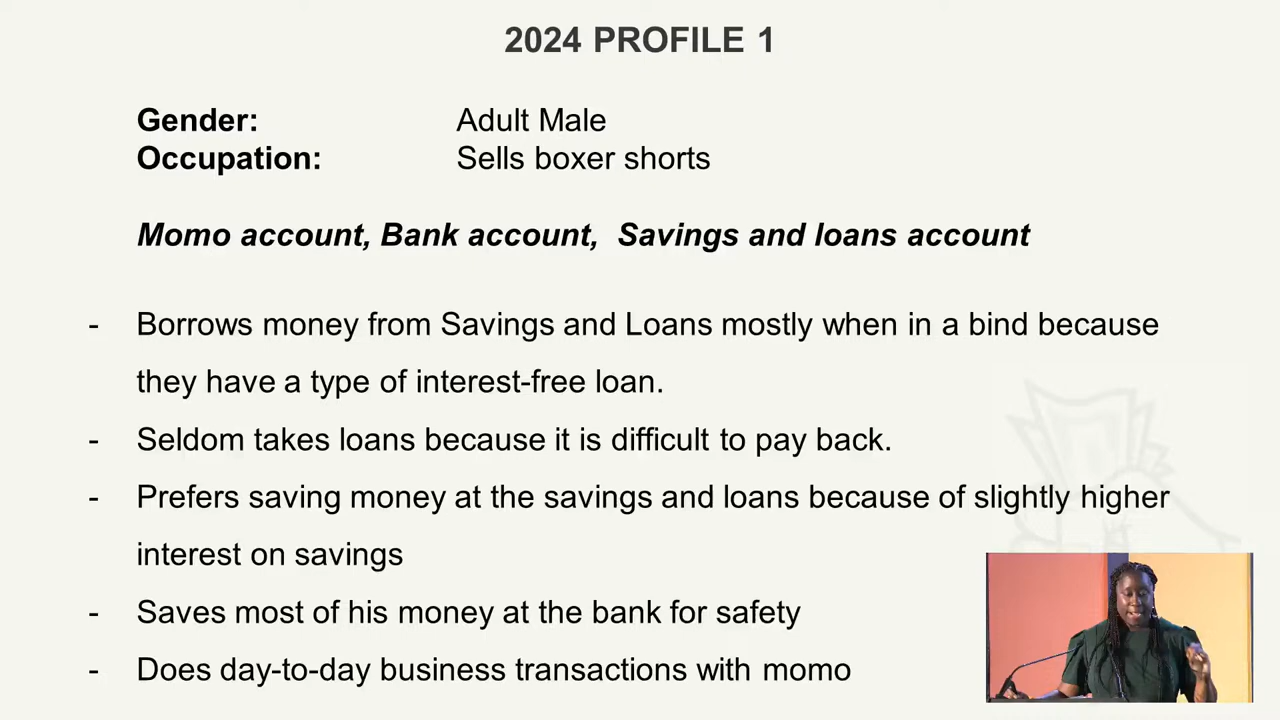 2024 PROFILE 1
Gender: Adult Male
Occupation: Sells boxer shorts
Momo account, Bank account, Savings and loans account
- Borrows money from Savings and Loans mostly when in a bind because
they have a type of interest-free loan.
- Seldom takes loans because it is difficult to pay back.
- Prefers saving money at the savings and loans because of slightly higher
interest on savings
- Saves most of his money at the bank for safety
- Does day-to-day business transactions with momo